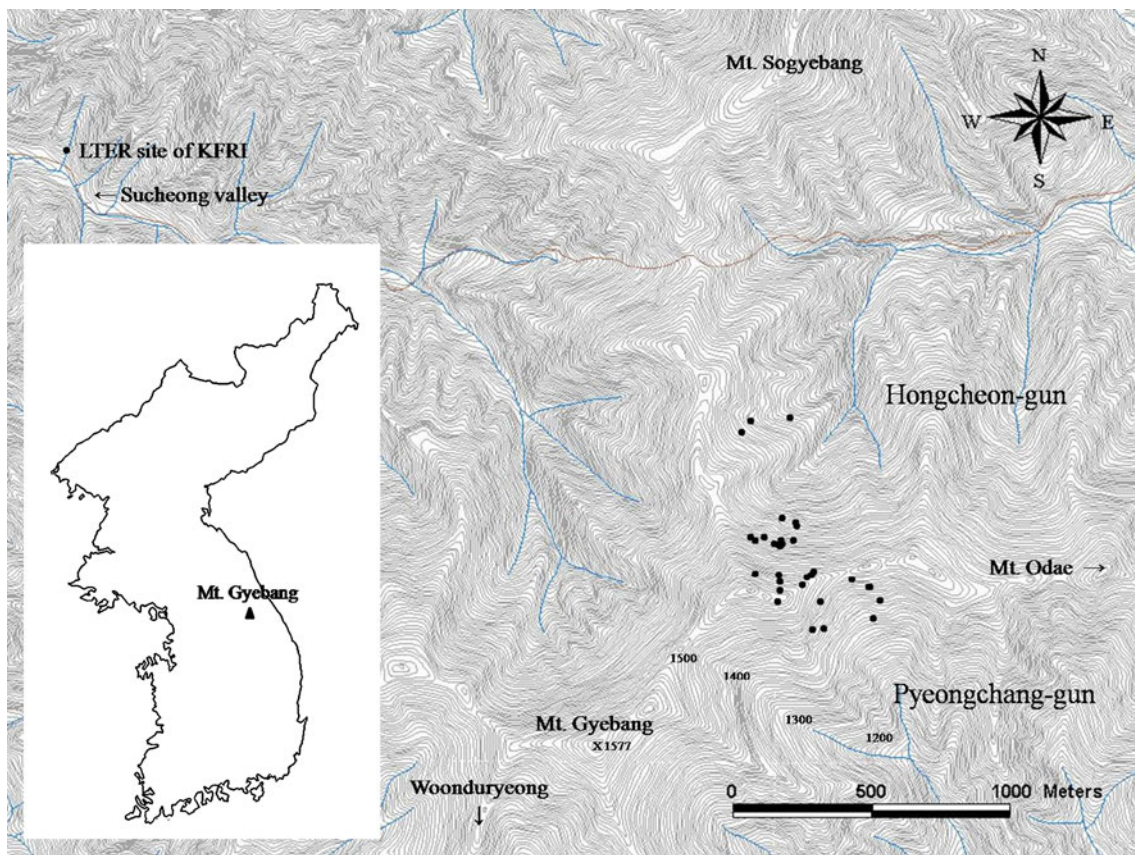 Mt. Sogyebang
N
W E
S
LTER site of KFRI
← Sucheong valley
Hongcheon-gun
Mt. Odae →
Mt. Gyebang
1500
1400
Pyeongchang-gun
1300
1200
Mt. Gyebang
X 1577
Woonduryeong
↓
0 500 1000 Meters